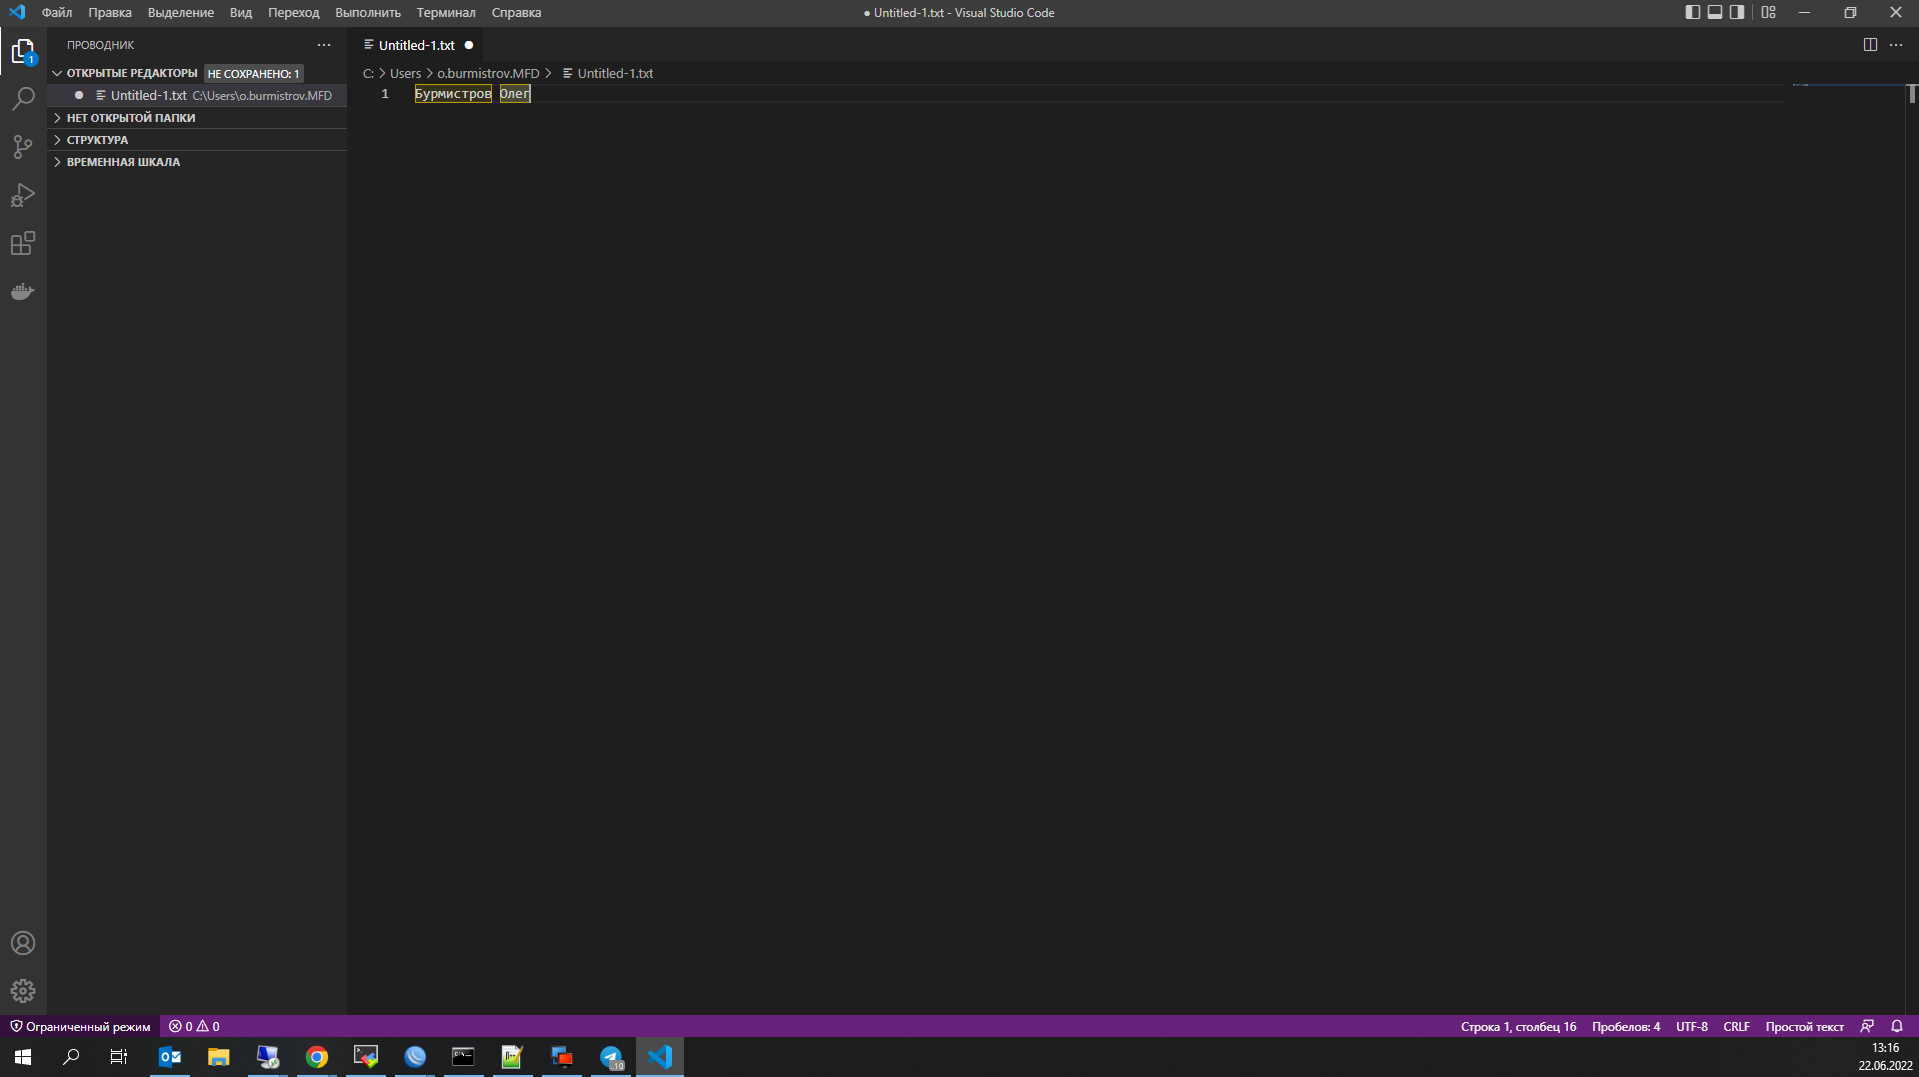 Файл Правка Выделение Вид Переход Выполнить Терминал Справка
● Untitled-1.txt - Visual Studio Code
ПРОВОДНИК
Untitled-1.txt
ОТКРЫТЫЕ РЕДАКТОРЫ НЕ СОХРАНЕНО: 1
C: > Users > o.burmistrov.MFD > Untitled-1.txt
Untitled-1.txt C:\Users\o.burmistrov.MFD
1 Бурмистров Олег
НЕТ ОТКРЫТОЙ ПАПКИ
СТРУКТУРА
ВРЕМЕННАЯ ШКАЛА
1
Ограниченный режим 0 0
Строка 1, столбец 16 Пробелов: 4 UTF-8 CRLF Простой текст
10
13:16
22.06.2022